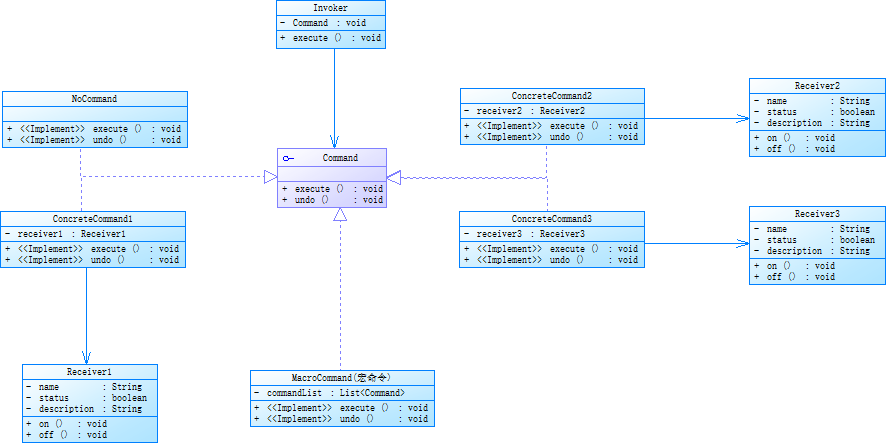 Invoker
- Command : void
+ execute () : void
NoCommand
+ <<Implement>> execute () : void
+ <<Implement>> undo () : void
ConcreteCommand2
- receiver2 : Receiver2
+ <<Implement>> execute () : void
+ <<Implement>> undo () : void
Receiver2
- name : String
- status : boolean
- description : String
+ on () : void
+ off () : void
Command
+ execute () : void
+ undo () : void
ConcreteCommand1
- receiver1 : Receiver1
+ <<Implement>> execute () : void
+ <<Implement>> undo () : void
ConcreteCommand3
- receiver3 : Receiver3
+ <<Implement>> execute () : void
+ <<Implement>> undo () : void
Receiver3
- name : String
- status : boolean
- description : String
+ on () : void
+ off () : void
Receiver1
- name : String
- status : boolean
- description : String
+ on () : void
+ off () : void
MacroCommand(宏命令)
- commandList : List<Command>
+ <<Implement>> execute () : void
+ <<Implement>> undo () : void